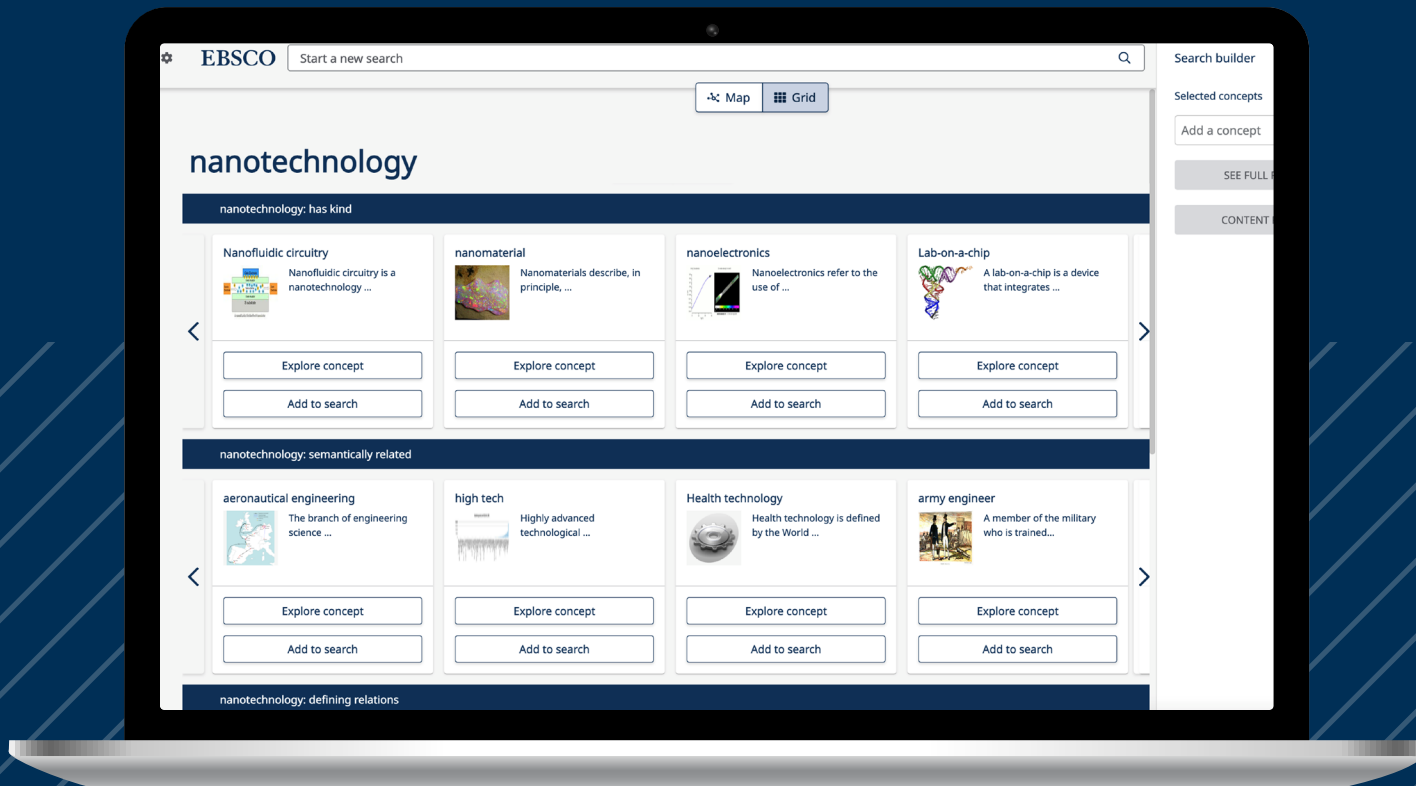 EBSCO
Start a new search
Search builder
Map
Grid
Selected concepts
Add a concept
SEE FULL
CONTENT
nanotechnology
nanotechnology: has kind
Nanofluidic circuitry
Nanofluidic circuitry is a
nanotechnology ...
Explore concept
Add to search
nanomaterial
Nanomaterials describe, in
principle, ...
Explore concept
Add to search
nanoelectronics
Nanoelectronics refer to the
use of ...
Explore concept
Add to search
Lab-on-a-chip
A lab-on-a-chip is a device
that integrates ...
Explore concept
Add to search
nanotechnology: semantically related
aeronautical engineering
The branch of engineering
science ...
Explore concept
Add to search
high tech
Highly advanced
technological ...
Explore concept
Add to search
Health technology
Health technology is defined
by the World ...
Explore concept
Add to search
army engineer
A member of the military
who is trained...
Explore concept
Add to search
nanotechnology: defining relations